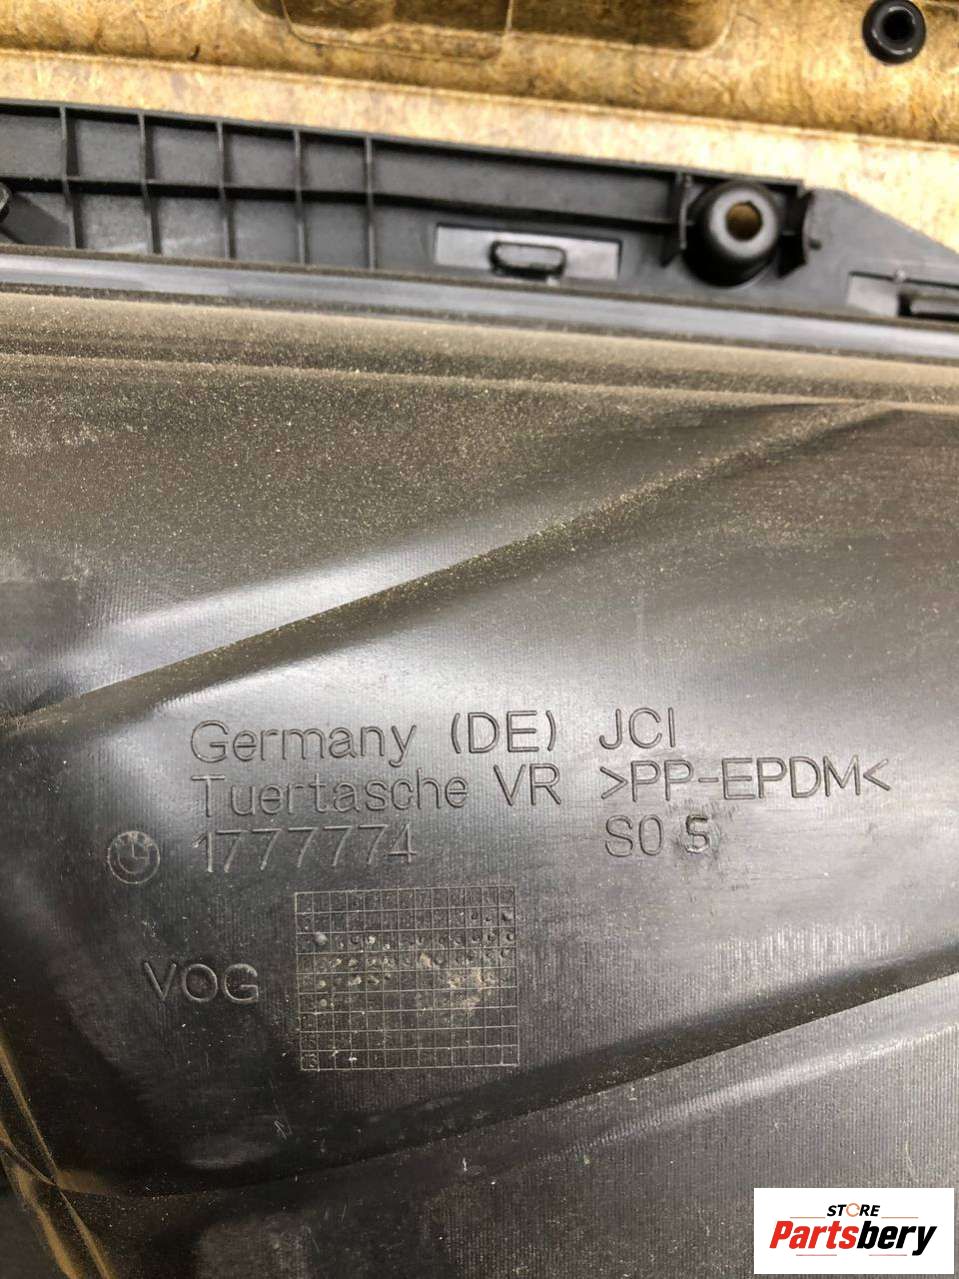 Germany (DE) JCI
Tuertasche VR >PP-EPDM<
1777774 S0 5
VOG
STORE
Partsbery